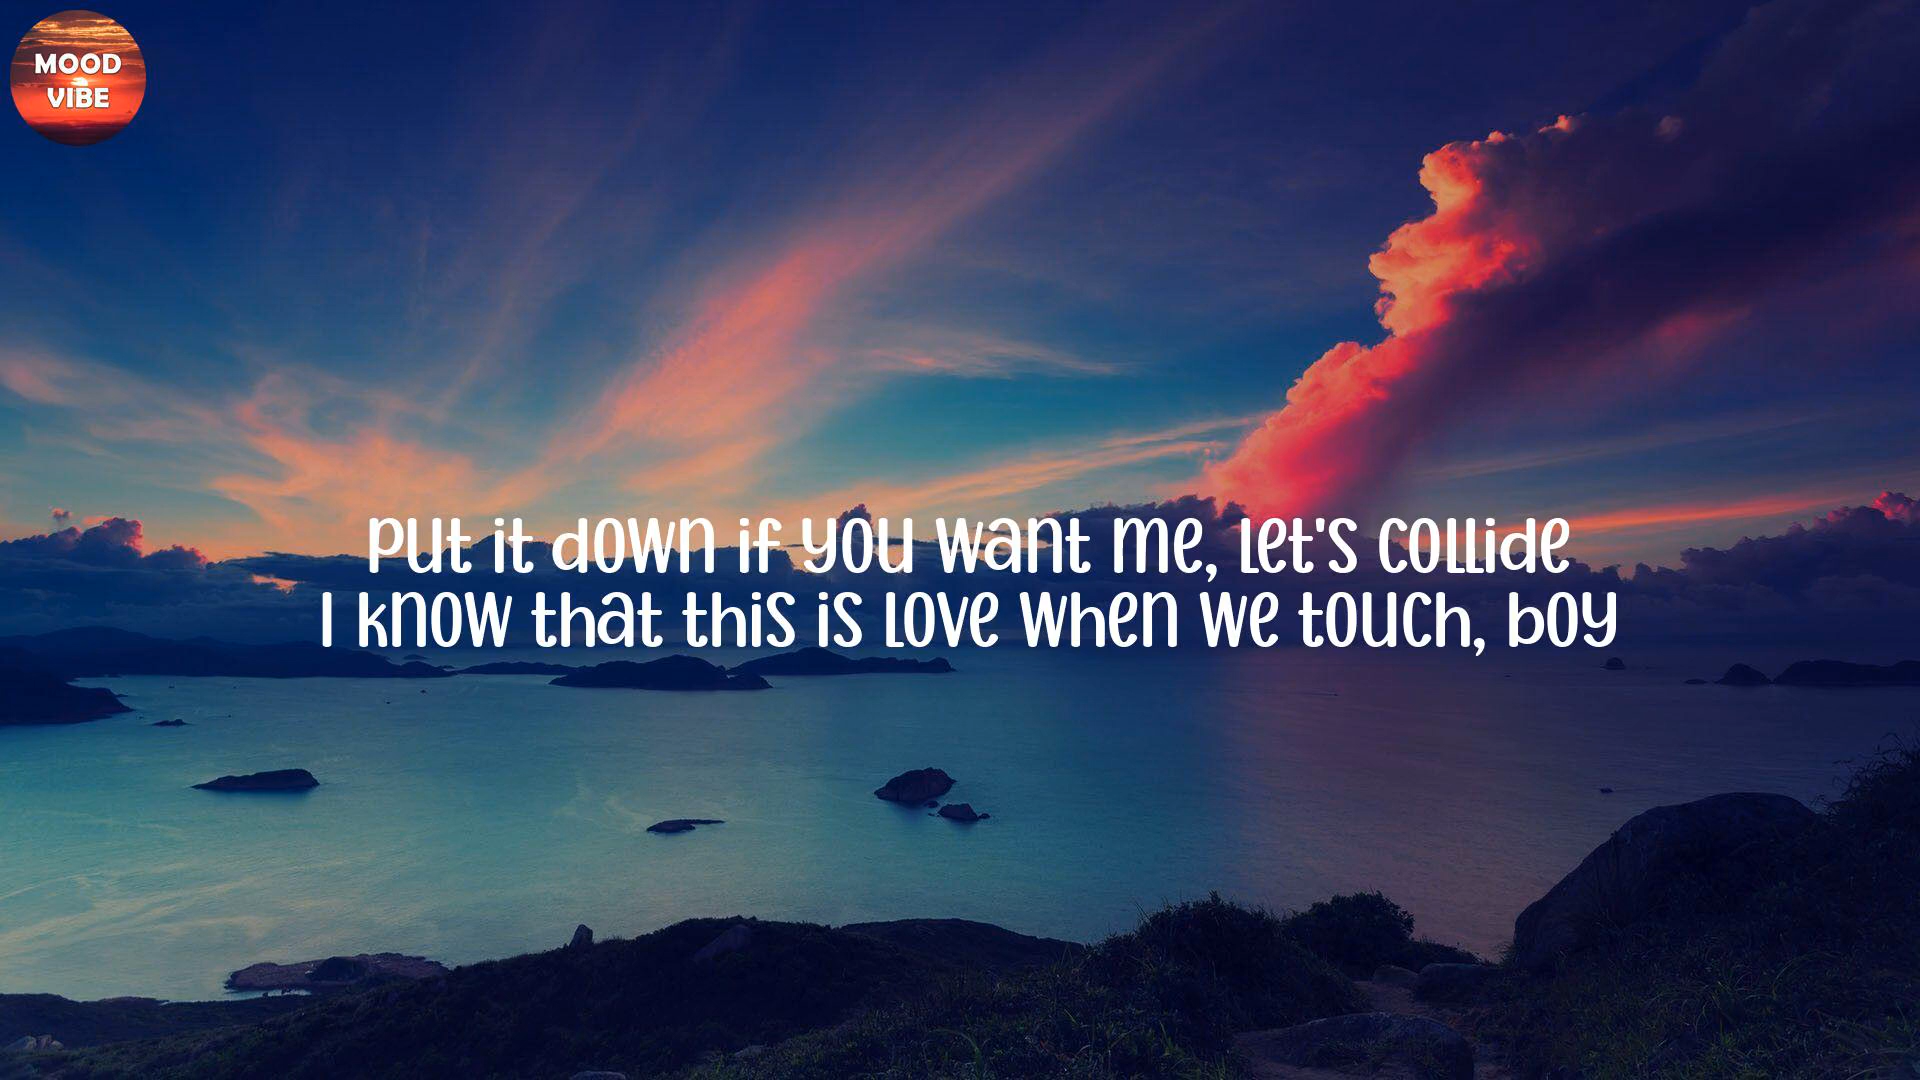 MOOD
VIBE
Put it down if you want me, let's collide
I know that this is love when we touch, boy